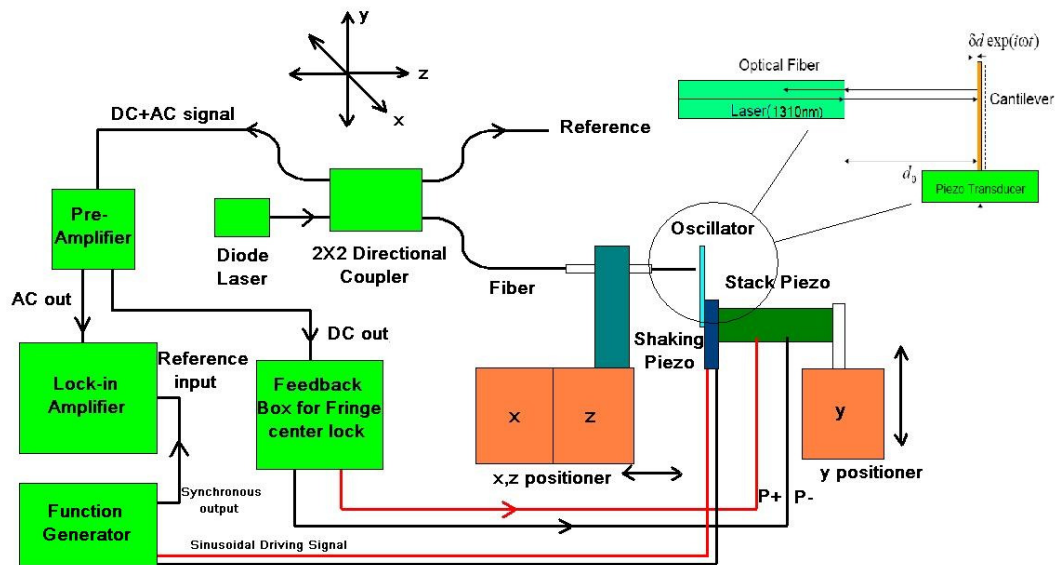 y
z
x
DC+AC signal
Reference
Optical Fiber
δd exp(iωt)
Laser(1310nm)
Cantilever
d₀
Piezo Transducer
Pre-
Amplifier
Diode
Laser
2X2 Directional
Coupler
Fiber
Oscillator
Stack Piezo
Shaking
Piezo
AC out
DC out
Reference
input
Lock-in
Amplifier
Feedback
Box for Fringe
center lock
x
z
y
x,z positioner
y positioner
P+
P-
Synchronous
output
Function
Generator
Sinusoidal Driving Signal